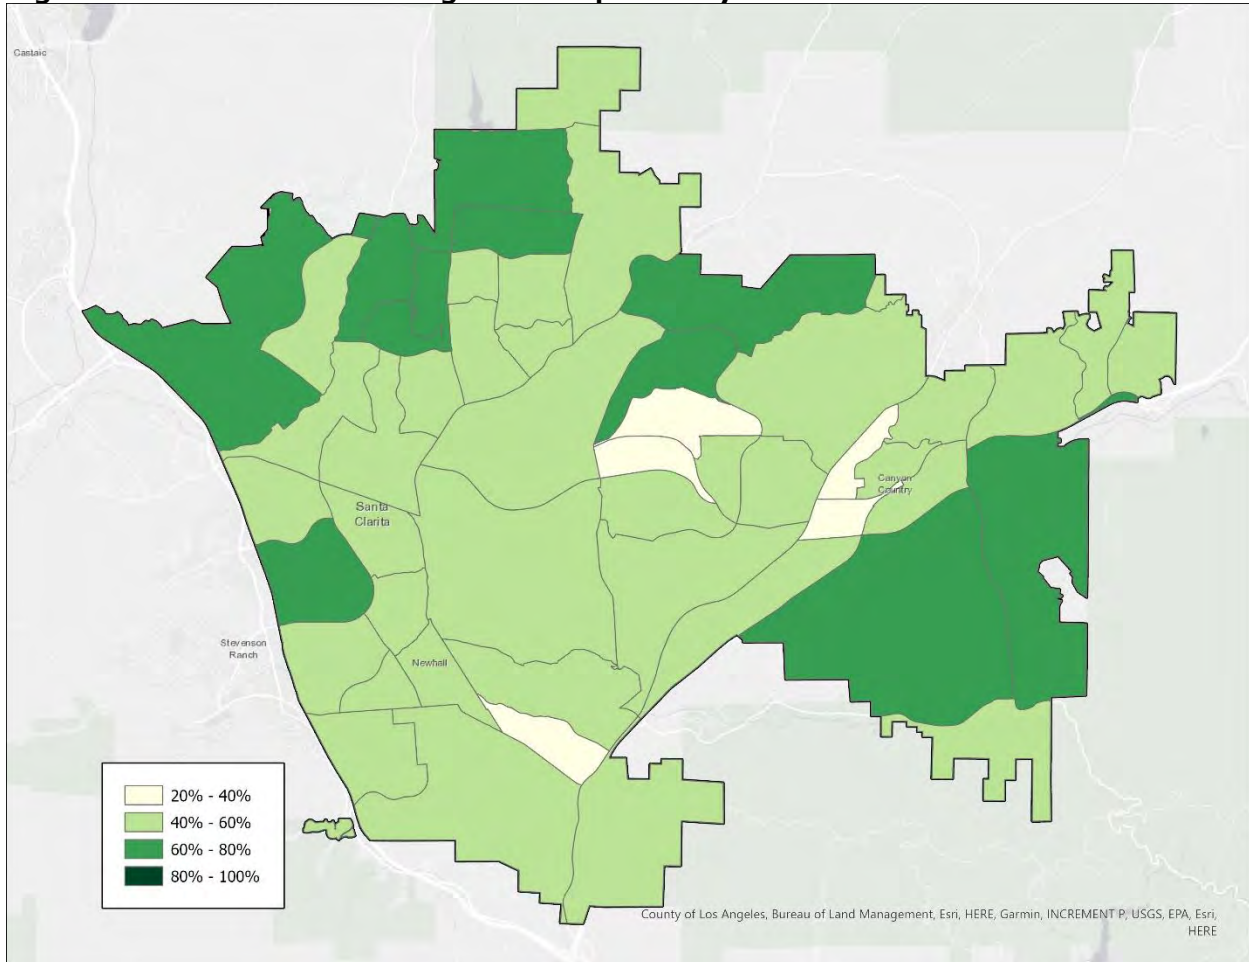 Castaic
Santa
Clarita
Canyon
Country
Stevenson
Ranch
Newhall
20% - 40%
40% - 60%
60% - 80%
80% - 100%
County of Los Angeles, Bureau of Land Management, Esri, HERE, Garmin, INCREMENT P, USGS, EPA, Esri,
HERE